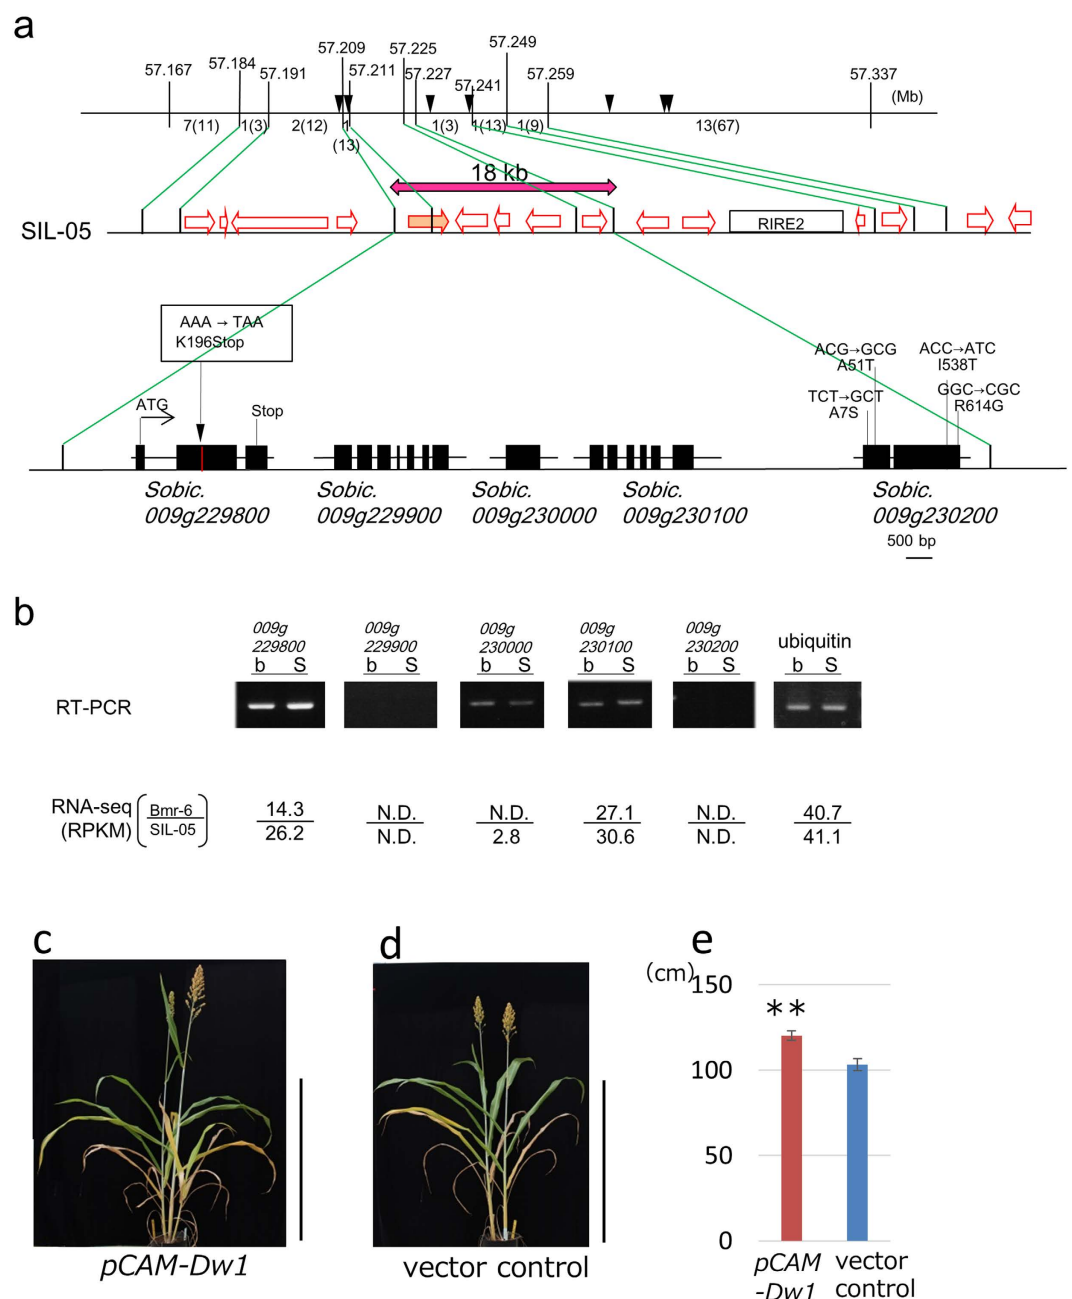 a
57.167
57.184
57.191
57.209
57.211
57.225
57.227
57.241
57.249
57.259
57.337
(Mb)
7(11)
1(3)
2(12)
1
(13)
1(3)
1(13)
1(9)
13(67)
18 kb
SIL-05
RIRE2
AAA → TAA
K196Stop
ATG
Stop
ACG→GCG
A51T
TCT→GCT
A7S
ACC→ATC
I538T
GGC→CGC
R614G
Sobic.
009g229800
Sobic.
009g229900
Sobic.
009g230000
Sobic.
009g230100
Sobic.
009g230200
500 bp
b
009g
229800
b S
009g
229900
b S
009g
230000
b S
009g
230100
b S
009g
230200
b S
ubiquitin
b S
RT-PCR
RNA-seq
(RPKM)
Bmr-6
SIL-05
14.3
26.2
N.D.
N.D.
N.D.
2.8
27.1
30.6
N.D.
N.D.
40.7
41.1
c
pCAM-Dw1
d
vector control
e
(cm)
150
100
50
0
**
pCAM
-Dw1
vector
control